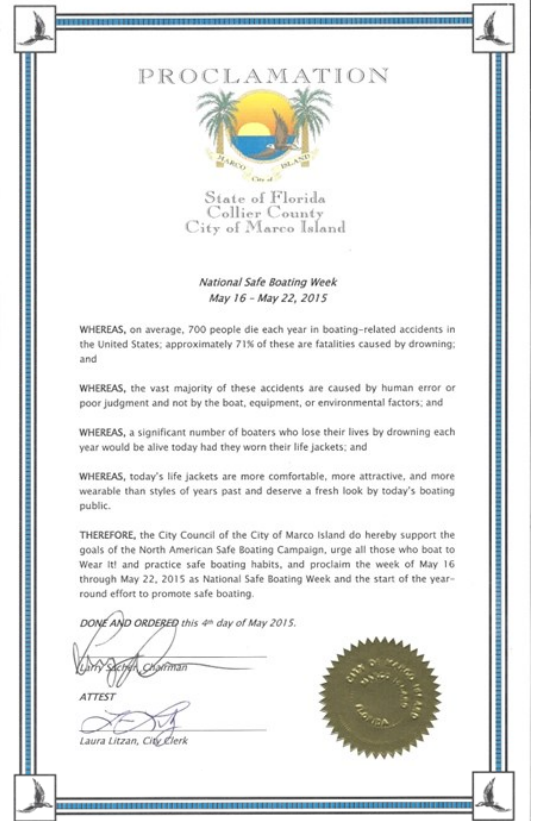 PROCLAMATION
MARCO
City of
ISLAND
State of Florida
Collier County
City of Marco Island
National Safe Boating Week
May 16 – May 22, 2015
WHEREAS, on average, 700 people die each year in boating-related accidents in
the United States; approximately 71% of these are fatalities caused by drowning;
and
WHEREAS, the vast majority of these accidents are caused by human error or
poor judgment and not by the boat, equipment, or environmental factors; and
WHEREAS, a significant number of boaters who lose their lives by drowning each
year would be alive today had they worn their life jackets; and
WHEREAS, today's life jackets are more comfortable, more attractive, and more
wearable than styles of years past and deserve a fresh look by today's boating
public.
THEREFORE, the City Council of the City of Marco Island do hereby support the
goals of the North American Safe Boating Campaign, urge all those who boat to
Wear It! and practice safe boating habits, and proclaim the week of May 16
through May 22, 2015 as National Safe Boating Week and the start of the year-
round effort to promote safe boating.
DONE AND ORDERED this 4th day of May 2015.
Larry Sacher, Chairman
ATTEST
Laura Litzan, City Clerk
CITY OF MARCO ISLAND